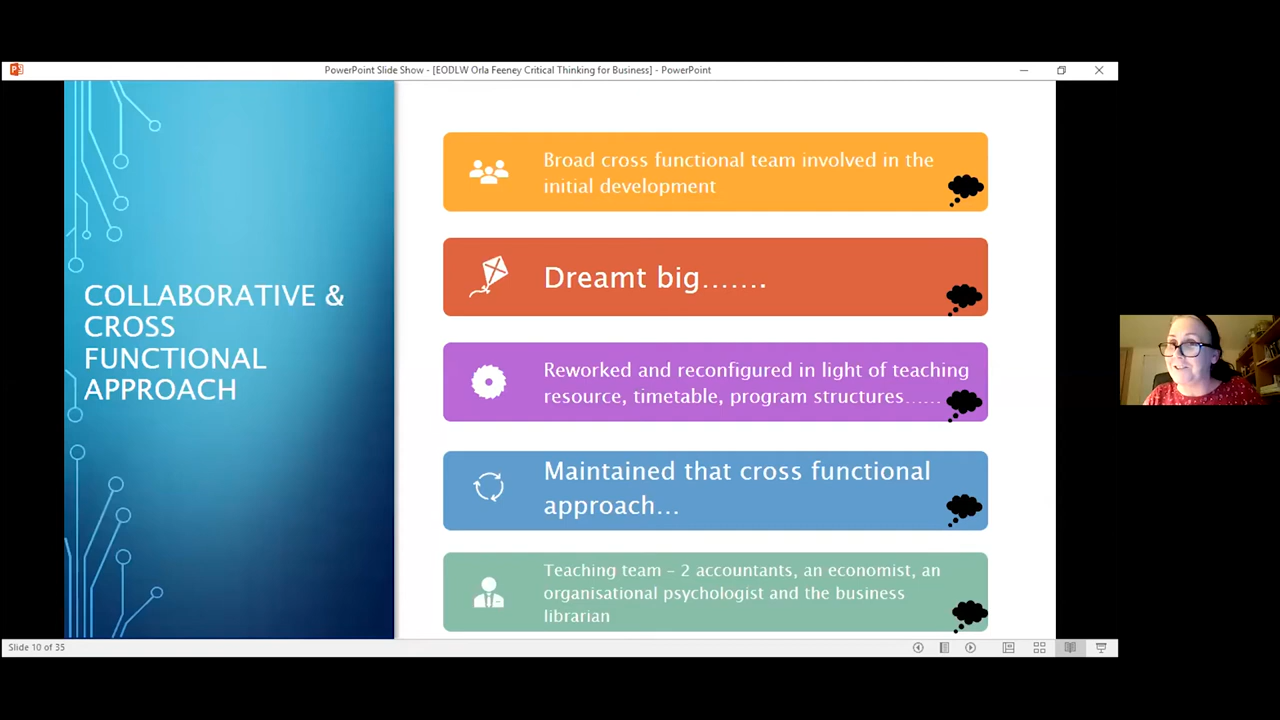 PowerPoint Slide Show - [EODLW Orla Feeney Critical Thinking for Business] - PowerPoint
COLLABORATIVE &
CROSS
FUNCTIONAL
APPROACH
Broad cross functional team involved in the
initial development
Dreamt big.......
Reworked and reconfigured in light of teaching
resource, timetable, program structures......
Maintained that cross functional
approach...
Teaching team – 2 accountants, an economist, an
organisational psychologist and the business
librarian
Slide 10 of 35